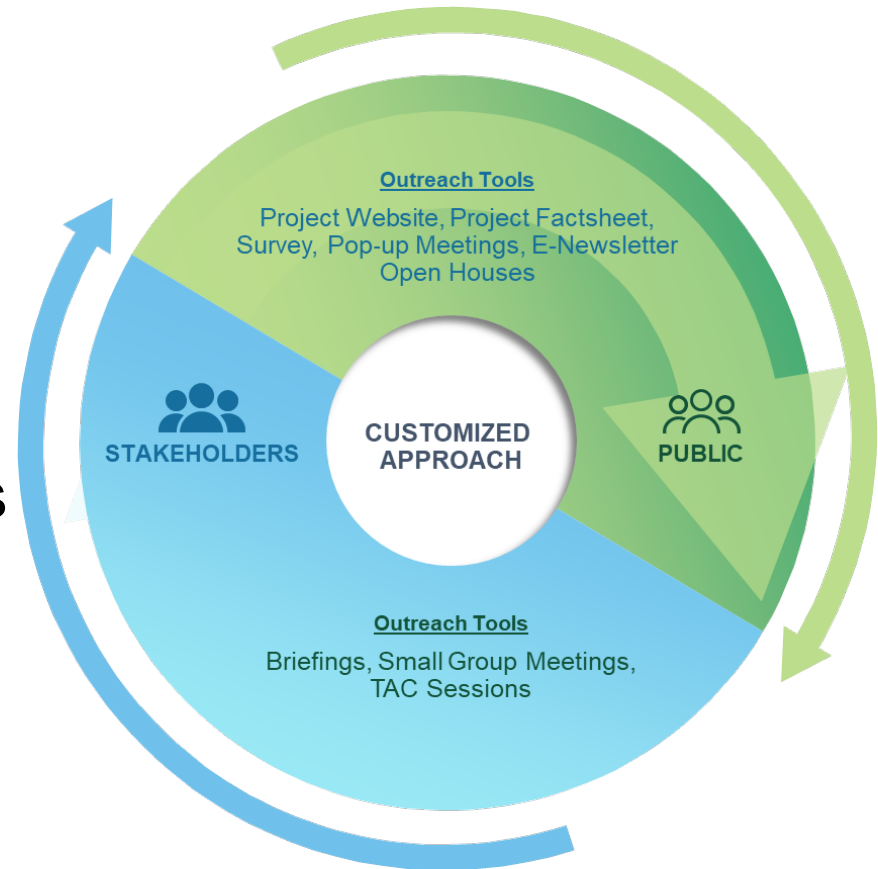 Outreach Tools
Project Website, Project Factsheet,
Survey, Pop-up Meetings, E-Newsletter
Open Houses
STAKEHOLDERS
CUSTOMIZED
APPROACH
PUBLIC
s
Outreach Tools
Briefings, Small Group Meetings,
TAC Sessions